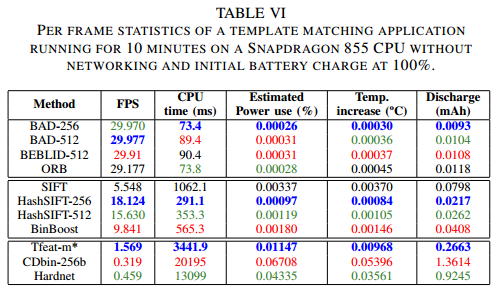 TABLE VI
PER FRAME STATISTICS OF A TEMPLATE MATCHING APPLICATION
RUNNING FOR 10 MINUTES ON A SNAPDRAGON 855 CPU WITHOUT
NETWORKING AND INITIAL BATTERY CHARGE AT 100%.
Method FPS CPU time (ms) Estimated Power use (%) Temp. increase (ºC) Discharge (mAh)
BAD-256 29.970 73.4 0.00026 0.00030 0.0093
BAD-512 29.977 89.4 0.00031 0.00036 0.0104
BEBLID-512 29.91 90.4 0.00031 0.00037 0.0108
ORB 29.177 73.8 0.00028 0.00045 0.0118
SIFT 5.548 1062.1 0.00337 0.00370 0.0798
HashSIFT-256 18.124 291.1 0.00097 0.00084 0.0217
HashSIFT-512 15.630 353.3 0.00119 0.00105 0.0262
BinBoost 9.841 565.3 0.00180 0.00146 0.0408
Tfeat-m* 1.569 3441.9 0.01147 0.00968 0.2663
CDbin-256b 0.319 20195 0.06708 0.05396 1.3614
Hardnet 0.459 13099 0.04335 0.03561 0.9245